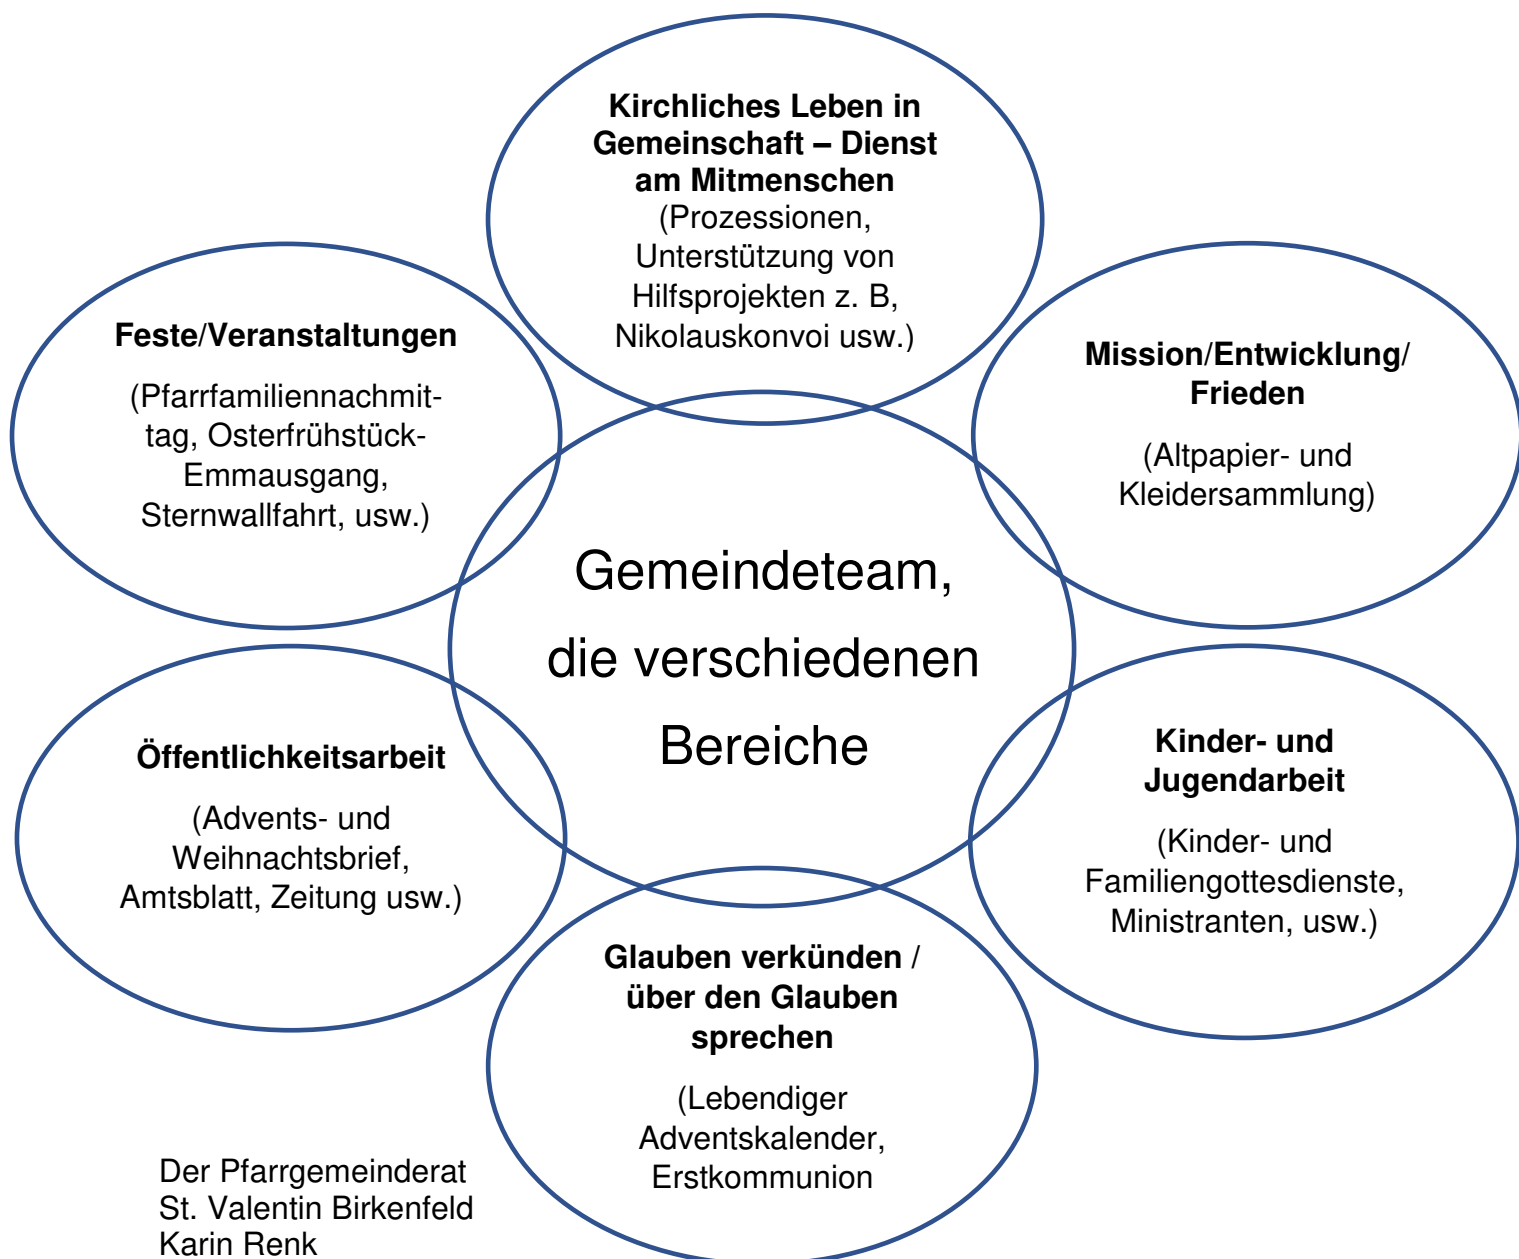 Kirchliches Leben in
Gemeinschaft – Dienst
am Mitmenschen
(Prozessionen,
Unterstützung von
Hilfsprojekten z. B,
Nikolauskonvoi usw.)
Feste/Veranstaltungen
(Pfarrfamiliennachmit-
tag, Osterfrühstück-
Emmausgang,
Sternwallfahrt, usw.)
Mission/Entwicklung/
Frieden
(Altpapier- und
Kleidersammlung)
Gemeindeteam,
die verschiedenen
Bereiche
Öffentlichkeitsarbeit
(Advents- und
Weihnachtsbrief,
Amtsblatt, Zeitung usw.)
Kinder- und
Jugendarbeit
(Kinder- und
Familiengottesdienste,
Ministranten, usw.)
Glauben verkünden /
über den Glauben
sprechen
(Lebendiger
Adventskalender,
Erstkommunion
Der Pfarrgemeinderat
St. Valentin Birkenfeld
Karin Renk